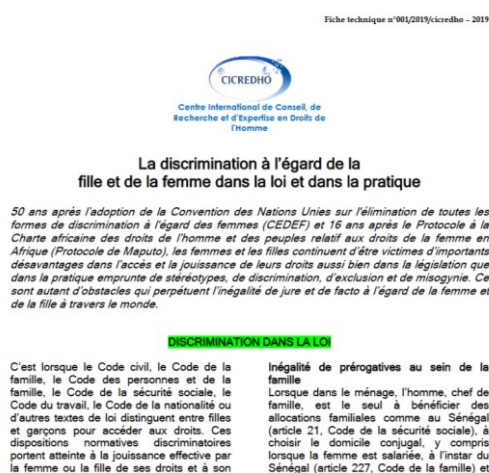 Fiche technique n°001/2019/cicredho – 2019
CICREDHO
Centre International de Conseil, de
Recherche et d'Expertise en Droits de
l'Homme
La discrimination à l'égard de la
fille et de la femme dans la loi et dans la pratique
50 ans après l'adoption de la Convention des Nations Unies sur l'élimination de toutes les
formes de discrimination à l'égard des femmes (CEDEF) et 16 ans après le Protocole à la
Charte africaine des droits de l'homme et des peuples relatif aux droits de la femme en
Afrique (Protocole de Maputo), les femmes et les filles continuent d'être victimes d'importants
désavantages dans l'accès et la jouissance de leurs droits aussi bien dans la législation que
dans la pratique emprunte de stéréotypes, de discrimination, d'exclusion et de misogynie. Ce
sont autant d'obstacles qui perpétuent l'inégalité de jure et de facto à l'égard de la femme et
de la fille à travers le monde.
DISCRIMINATION DANS LA LOI
C'est lorsque le Code civil, le Code de la
famille, le Code des personnes et de la
famille, le Code de la sécurité sociale, le
Code du travail, le Code de la nationalité ou
d'autres textes de loi distinguent entre filles
et garçons pour accéder aux droits. Ces
dispositions normatives discriminatoires
portent atteinte à la jouissance effective par
la femme ou la fille de ses droits et à son
Inégalité de prérogatives au sein de la
famille
Lorsque dans le ménage, l'homme, chef de
famille, est le seul à bénéficier des
allocations familiales comme au Sénégal
(article 21, Code de la sécurité sociale), à
choisir le domicile conjugal, y compris
lorsque la femme est salariée, à l'instar du
Sénégal (article 227, Code de la famille) et